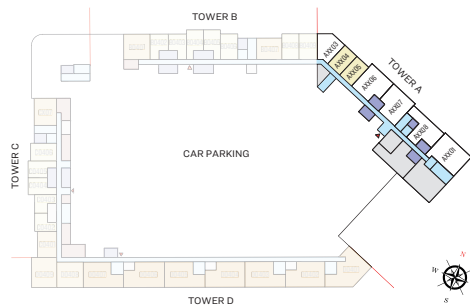 TOWER B
AXX03
AXX04
AXX05
AXX06
AXX07
AXX08
AXX01
TOWER A
CAR PARKING
TOWER C
TOWER D
N
W
S